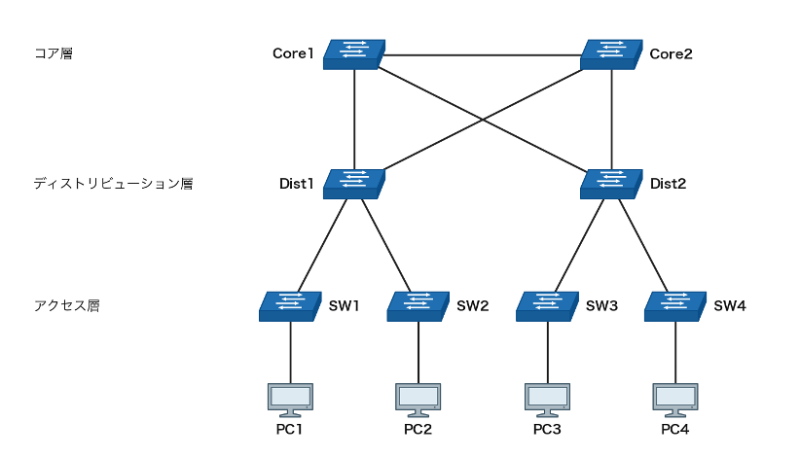 コア層
Core1
Core2
ディストリビューション層
Dist1
Dist2
アクセス層
SW1
SW2
SW3
SW4
PC1
PC2
PC3
PC4